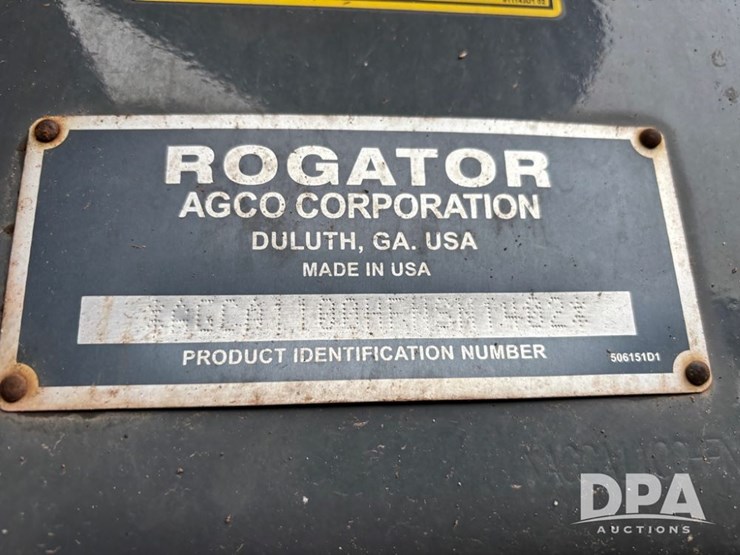 ROGATOR
AGCO CORPORATION
DULUTH, GA. USA
MADE IN USA
PRODUCT IDENTIFICATION NUMBER
506151D1
DPA
AUCTIONS